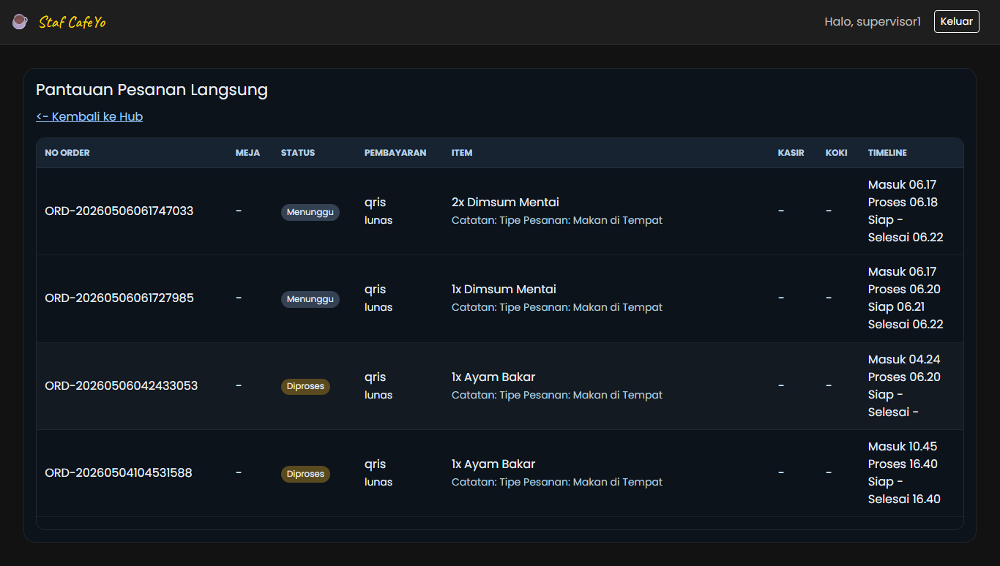 Staf CafeYo
Halo, supervisor1
Keluar
Pantauan Pesanan Langsung
<- Kembali ke Hub
NO ORDER MEJA STATUS PEMBAYARAN ITEM KASIR KOKI TIMELINE
ORD-20260506061747033
-
Menunggu
qris
lunas
2x Dimsum Mentai
Catatan: Tipe Pesanan: Makan di Tempat
-
-
Masuk 06.17
Proses 06.18
Siap -
Selesai 06.22
ORD-20260506061727985
-
Menunggu
qris
lunas
1x Dimsum Mentai
Catatan: Tipe Pesanan: Makan di Tempat
-
-
Masuk 06.17
Proses 06.20
Siap 06.21
Selesai 06.22
ORD-20260506042433053
-
Diproses
qris
lunas
1x Ayam Bakar
Catatan: Tipe Pesanan: Makan di Tempat
-
-
Masuk 04.24
Proses 06.20
Siap -
Selesai -
ORD-20260504104531588
-
Diproses
qris
lunas
1x Ayam Bakar
Catatan: Tipe Pesanan: Makan di Tempat
-
-
Masuk 10.45
Proses 16.40
Siap -
Selesai 16.40